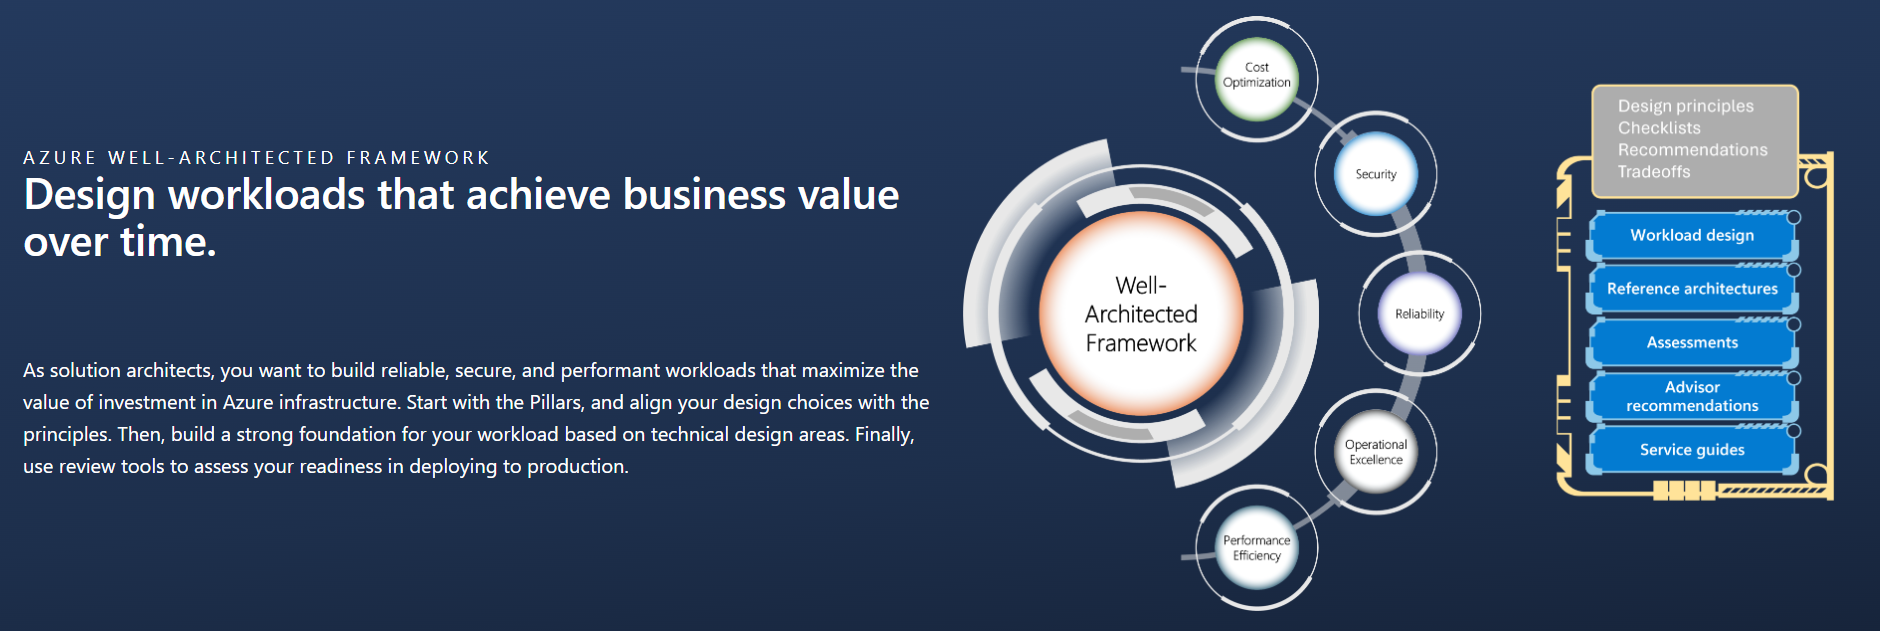 AZURE WELL-ARCHITECTED FRAMEWORK
Design workloads that achieve business value
over time.
As solution architects, you want to build reliable, secure, and performant workloads that maximize the
value of investment in Azure infrastructure. Start with the Pillars, and align your design choices with the
principles. Then, build a strong foundation for your workload based on technical design areas. Finally,
use review tools to assess your readiness in deploying to production.
Well-
Architected
Framework
Cost
Optimization
Security
Reliability
Operational
Excellence
Performance
Efficiency
Design principles
Checklists
Recommendations
Tradeoffs
Workload design
Reference architectures
Assessments
Advisor
recommendations
Service guides